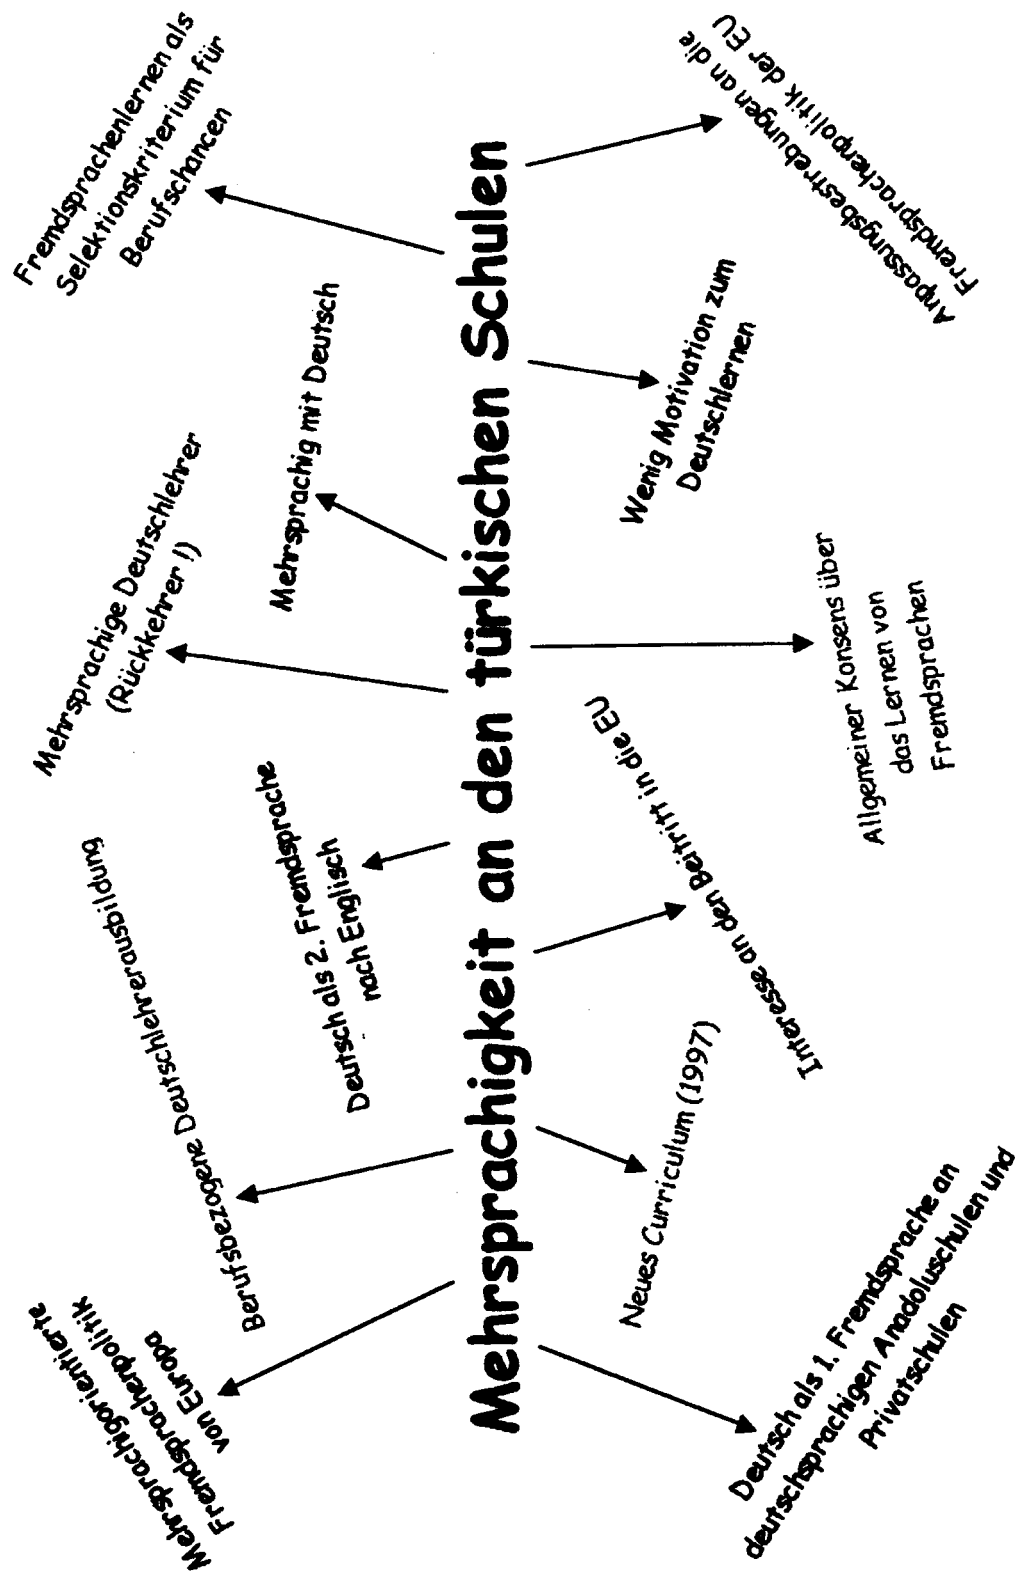 Mehrsprachigkeit an den türkischen Schulen
Mehrsprachigorientierte
Fremdsprachenpolitik
von Europa
Berufsbezogene Deutschlehrerausbildung
Deutsch als 2. Fremdsprache
nach Englisch
Mehrsprachige Deutschlehrer
(Rückkehrer !)
Mehrsprachig mit Deutsch
Fremdsprachenlernen als
Selektionskriterium für
Berufschancen
Deutsch als 1. Fremdsprache an
deutschsprachigen Anadoluschulen und
Privatschulen
Neues Curriculum (1997)
Interesse an den Beitritt in die EU
Allgemeiner Konsens über
das Lernen von
Fremdsprachen
Wenig Motivation zum
Deutschlernen
Anpassungsbestrebungen an die
Fremdsprachenpolitik der EU